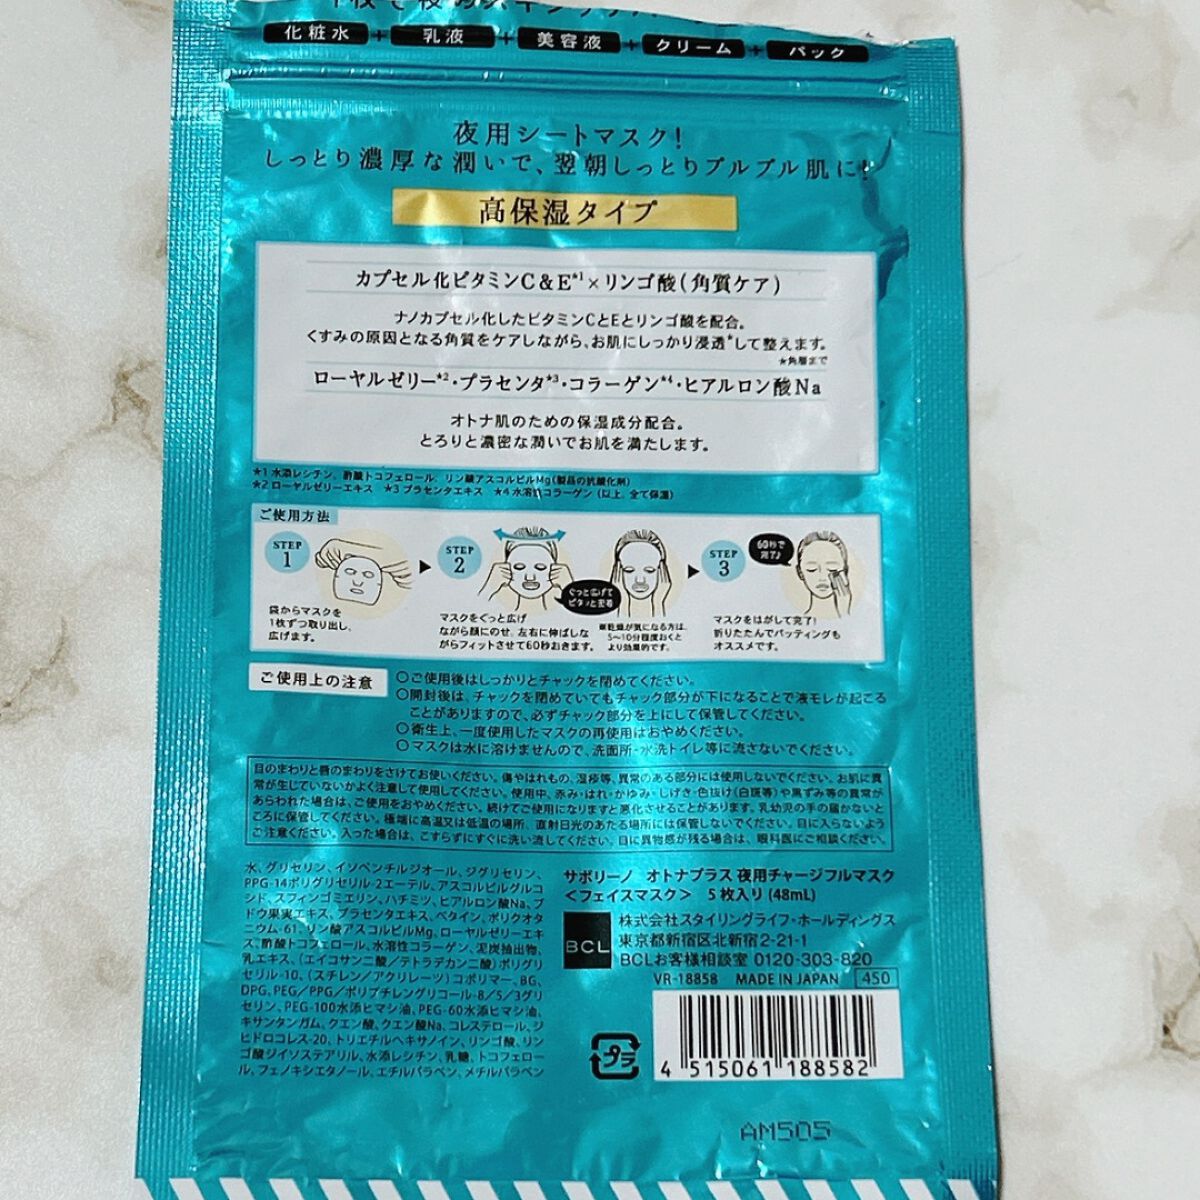 化粧水 + 乳液 + 美容液 + クリーム + パック
夜用シートマスク!
しっとり濃厚な潤いで、翌朝しっとりプルプル肌に!
高保湿タイプ
カプセル化ビタミンC&E*1×リンゴ酸(角質ケア)
ナノカプセル化したビタミンCとEとリンゴ酸を配合。
くすみの原因となる角質をケアしながら、お肌にしっかり浸透*して整えます。
*角層まで
ローヤルゼリー*2・プラセンタ*3・コラーゲン*4・ヒアルロン酸Na
オトナ肌のための保湿成分配合。
とろりと濃密な潤いでお肌を満たします。
*1 水添レシチン、酢酸トコフェロール、リン酸アスコルビルMg(製品の抗酸化剤)
*2 ローヤルゼリーエキス *3 プラセンタエキス *4 水溶性コラーゲン (以上、全て保湿)
ご使用方法
STEP
1
袋からマスクを
1枚ずつ取り出し、
広げます。
STEP
2
マスクをぐっと広げ
ながら顔にのせ、左右に伸ばしな
がらフィットさせて60秒おきます。
ぐっと広げて
ピタッと密着
※乾燥が気になる方は、
5〜10分程度おくと
より効果的です。
STEP
3
60秒で
完了♪
マスクをはがして完了!
折りたたんでパッティングも
オススメです。
ご使用上の注意
○ご使用後はしっかりとチャックを閉めてください。
○開封後は、チャックを閉めていてもチャック部分が下になることで液モレが起こる
ことがありますので、必ずチャック部分を上にして保管してください。
○衛生上、一度使用したマスクの再使用はおやめください。
○マスクは水に溶けませんので、洗面所・水洗トイレ等に流さないでください。
目のまわりと唇のまわりをさけてお使いください。傷やはれもの、湿疹等、異常のある部分には使用しないでください。お肌に異
常が生じていないかよく注意して使用してください。使用中、赤み・はれ・かゆみ・しげき・色抜け(白斑等)や黒ずみ等の異常が
あらわれた場合は、ご使用をおやめください。続けてご使用になりますと悪化させることがあります。乳幼児の手の届かないと
ころに保管してください。極端に高温又は低温の場所、直射日光のあたる場所には保管しないでください。目に入らないよう
ご注意ください。入った場合は、こすらずにすぐに洗い流してください。目に異物感が残る場合は、眼科医にご相談ください。
水、グリセリン、イソペンチルジオール、ジグリセリン、
PPG-14ポリグリセリル-2エーテル、アスコルビルグルコ
シド、スフィンゴミエリン、ハチミツ、ヒアルロン酸Na、ブ
ドウ果実エキス、プラセンタエキス、ベタイン、ポリクオタ
ニウム-61、リン酸アスコルビルMg、ローヤルゼリーエキ
ス、酢酸トコフェロール、水溶性コラーゲン、泥炭抽出物、
乳エキス、(エイコサン二酸/テトラデカン二酸)ポリグリ
セリル-10、(スチレン/アクリレーツ)コポリマー、BG、
DPG、PEG/PPG/ポリブチレングリコール-8/5/3グリ
セリン、PEG-100水添ヒマシ油、PEG-60水添ヒマシ油、
キサンタンガム、クエン酸、クエン酸Na、コレステロール、ジ
ヒドロコレス-20、トリエチルヘキサノイン、リンゴ酸、リン
ゴ酸ジイソステアリル、水添レシチン、乳糖、トコフェロー
ル、フェノキシエタノール、エチルパラベン、メチルパラベン
サボリーノ オトナプラス 夜用チャージフルマスク
<フェイスマスク> 5枚入り (48mL)
BCL
株式会社スタイリングライフ・ホールディングス
東京都新宿区北新宿2-21-1
BCLお客様相談室 0120-303-820
VR-18858 MADE IN JAPAN 450
プラ
4 515061 188582
AM505